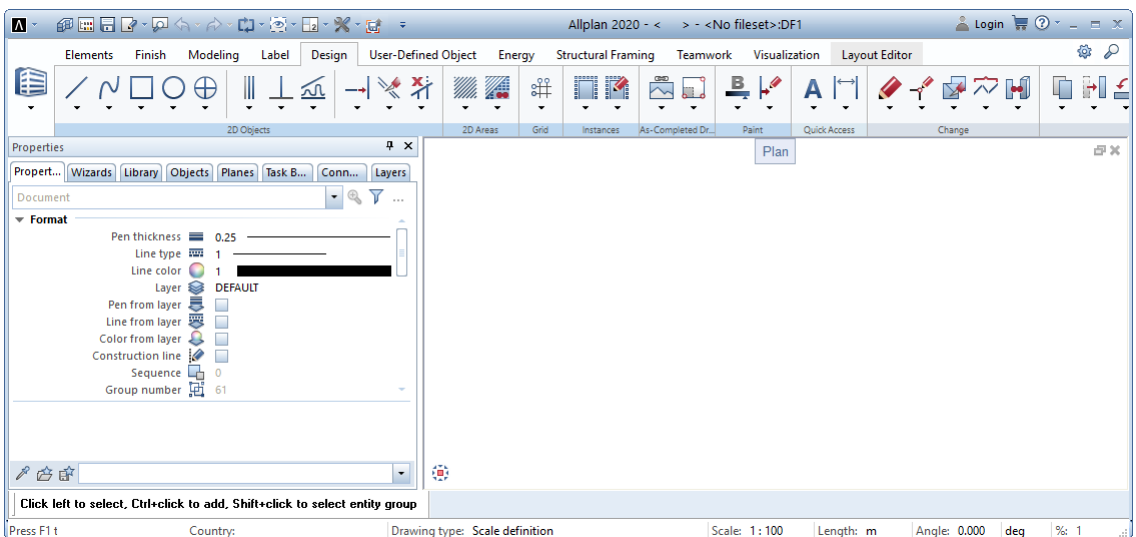 Allplan 2020 - <    > - <No fileset>:DF1
Login
Elements Finish Modeling Label Design User-Defined Object Energy Structural Framing Teamwork Visualization Layout Editor
2D Objects 2D Areas Grid Instances As-Completed Dr... Paint Quick Access Change
Properties
Plan
Propert... Wizards Library Objects Planes Task B... Conn... Layers
Document
Format
Pen thickness 0.25
Line type 1
Line color 1
Layer DEFAULT
Pen from layer
Line from layer
Color from layer
Construction line
Sequence 0
Group number 61
Click left to select, Ctrl+click to add, Shift+click to select entity group
Press F1 t Country: Drawing type: Scale definition Scale: 1 : 100 Length: m Angle: 0.000 deg %: 1